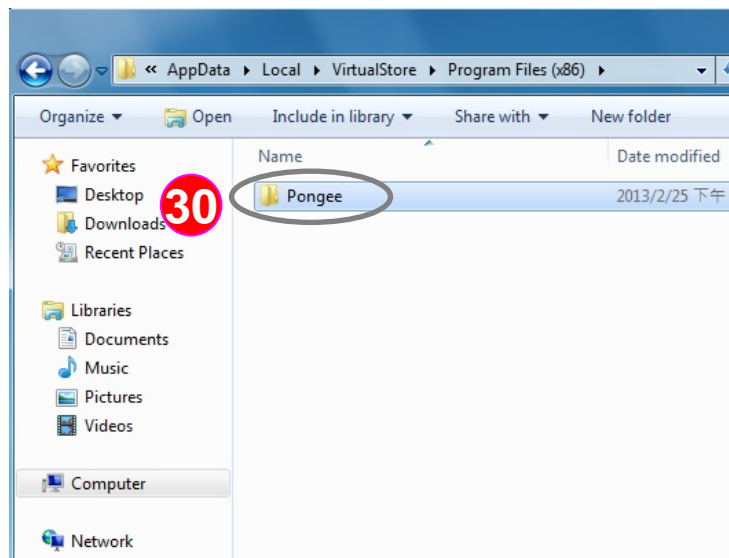 « AppData ▸ Local ▸ VirtualStore ▸ Program Files (x86) ▸
Organize ▼ Open Include in library ▼ Share with ▼ New folder
Name Date modified
Favorites
Desktop
Downloads
Recent Places
30
Pongee 2013/2/25 下午
Libraries
Documents
Music
Pictures
Videos
Computer
Network